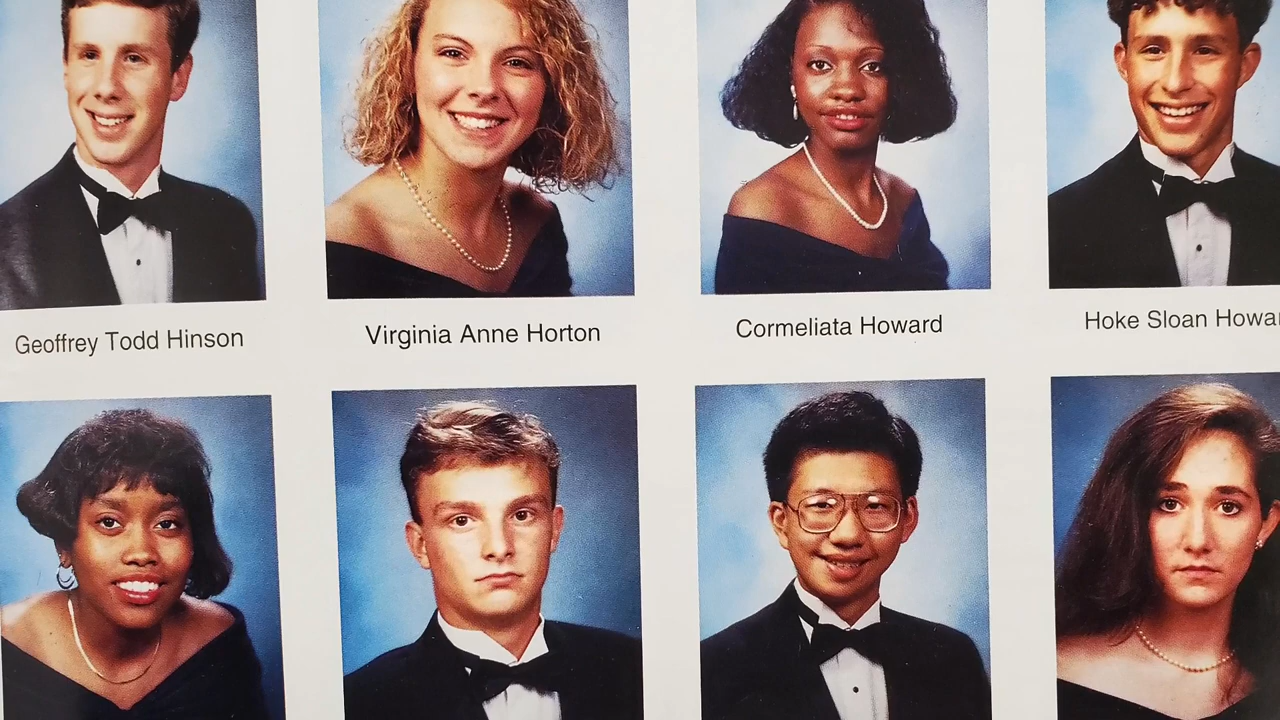 Geoffrey Todd Hinson
Virginia Anne Horton
Cormeliata Howard
Hoke Sloan